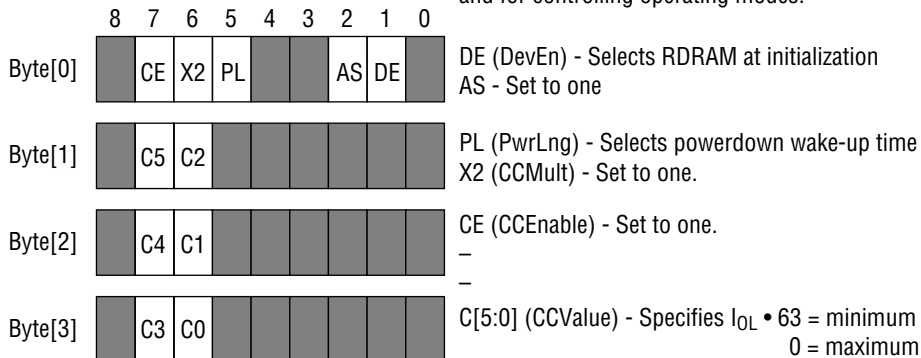 and for controlling operating modes.
8 7 6 5 4 3 2 1 0
Byte[0] CE X2 PL AS DE
DE (DevEn) - Selects RDRAM at initialization
AS - Set to one
Byte[1] C5 C2
PL (PwrLng) - Selects powerdown wake-up time
X2 (CCMult) - Set to one.
Byte[2] C4 C1
CE (CCEnable) - Set to one.
–
–
Byte[3] C3 C0
C[5:0] (CCValue) - Specifies IOL • 63 = minimum
0 = maximum